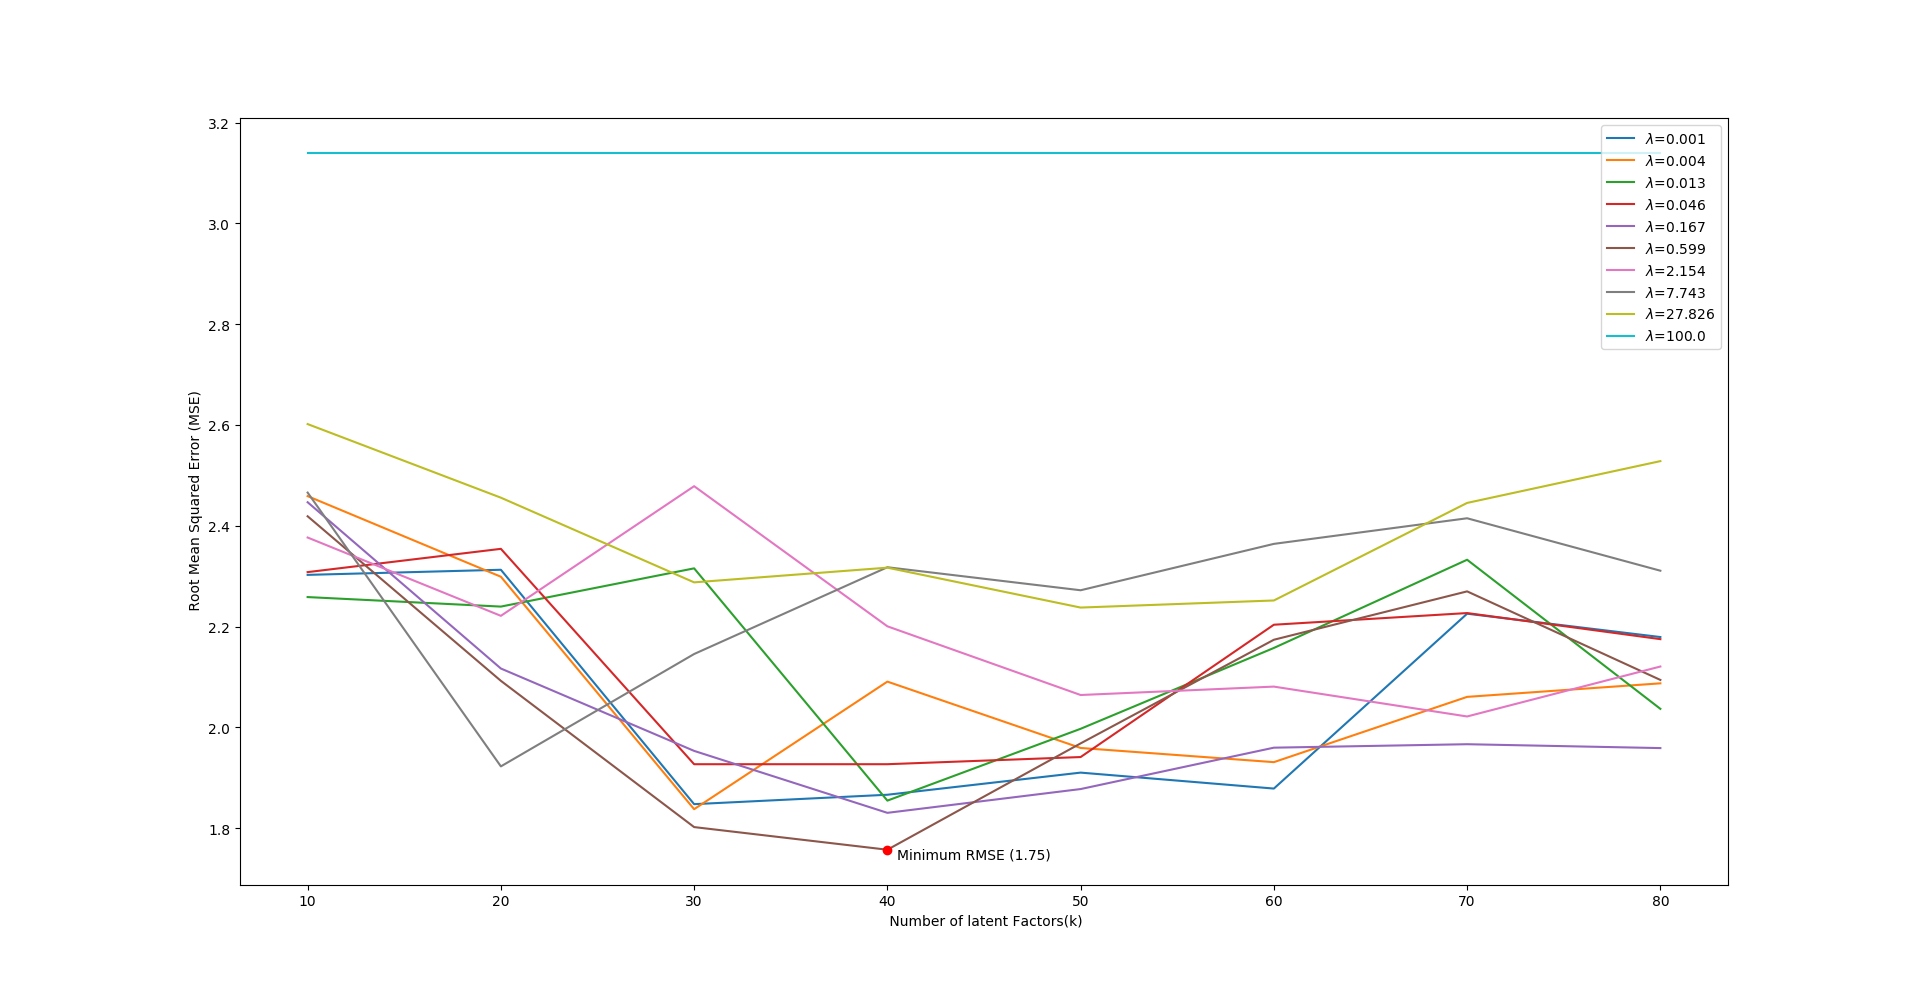 3.2
3.0
2.8
2.6
2.4
2.2
2.0
1.8
Root Mean Squared Error (MSE)
λ=0.001
λ=0.004
λ=0.013
λ=0.046
λ=0.167
λ=0.599
λ=2.154
λ=7.743
λ=27.826
λ=100.0
Minimum RMSE (1.75)
10 20 30 40 50 60 70 80
Number of latent Factors(k)